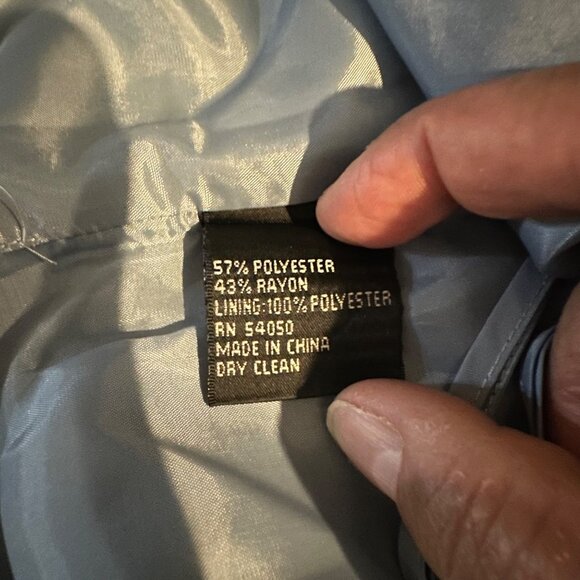 57% POLYESTER
43% RAYON
LINING:100% POLYESTER
RN 54050
MADE IN CHINA
DRY CLEAN